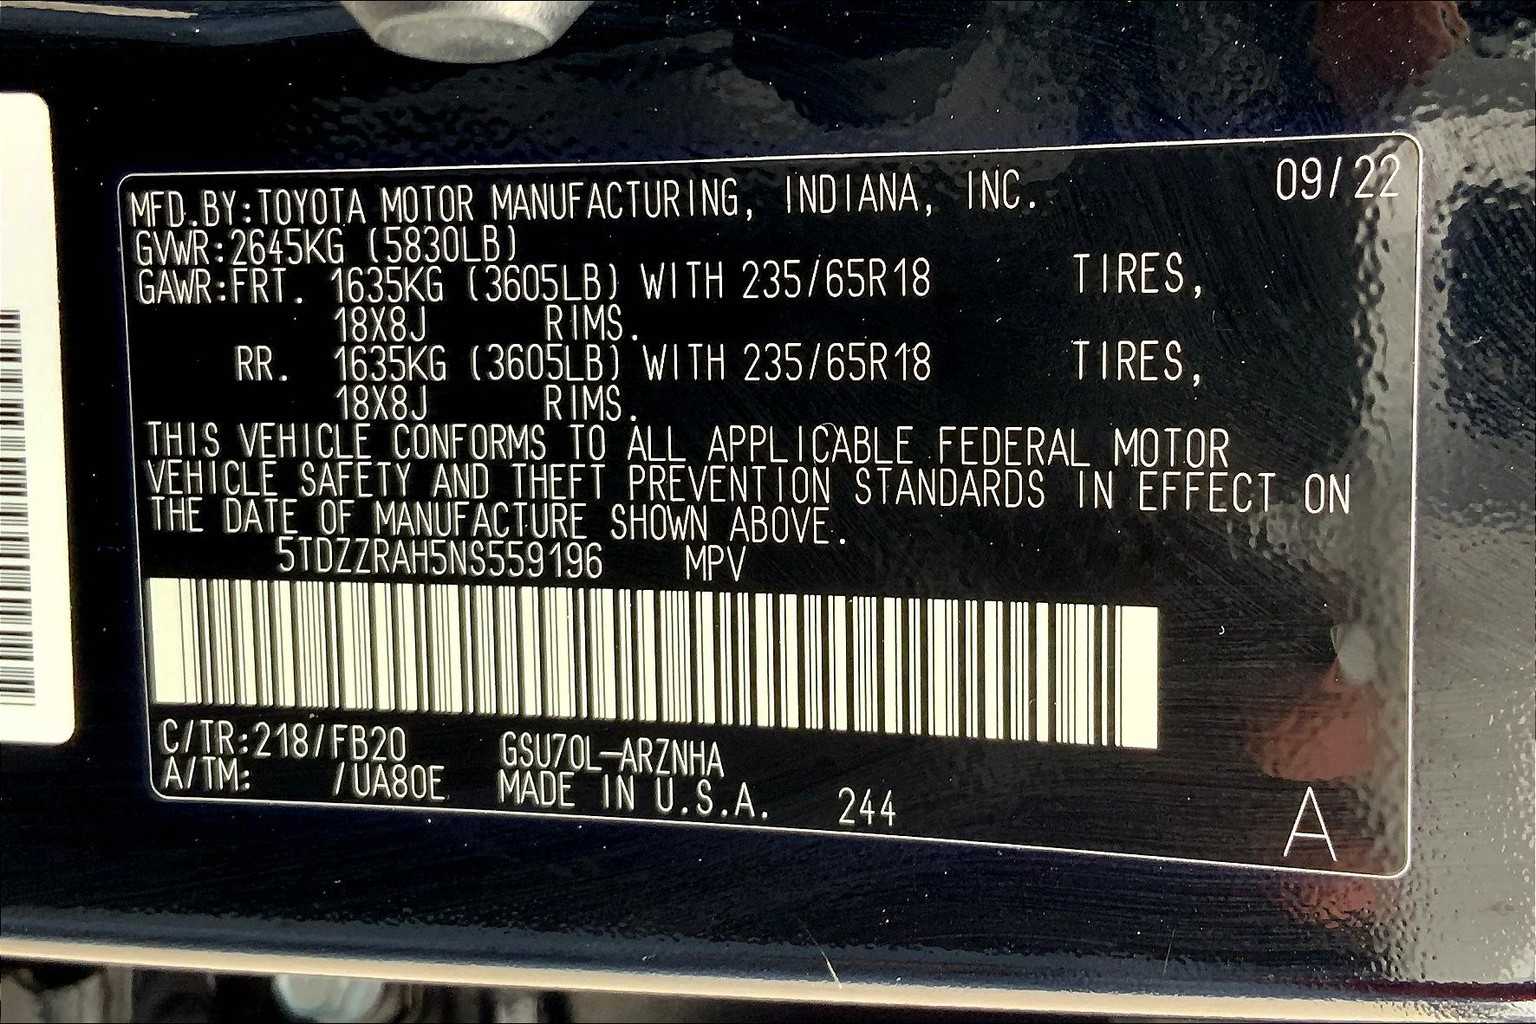 MFD.BY:TOYOTA MOTOR MANUFACTURING, INDIANA, INC. 09/22
GVWR:2645KG (5830LB)
GAWR:FRT. 1635KG (3605LB) WITH 235/65R18 TIRES,
18X8J RIMS.
RR. 1635KG (3605LB) WITH 235/65R18 TIRES,
18X8J RIMS.
THIS VEHICLE CONFORMS TO ALL APPLICABLE FEDERAL MOTOR
VEHICLE SAFETY AND THEFT PREVENTION STANDARDS IN EFFECT ON
THE DATE OF MANUFACTURE SHOWN ABOVE.
5TDZZRAH5NS559196 MPV
C/TR:218/FB20 GSU70L-ARZNHA
A/TM: /UA80E MADE IN U.S.A. 244 A